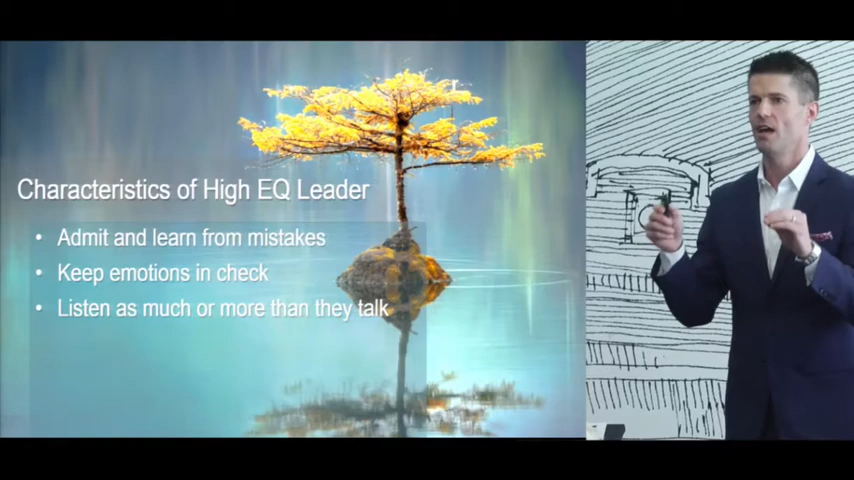 Characteristics of High EQ Leader
• Admit and learn from mistakes
• Keep emotions in check
• Listen as much or more than they talk